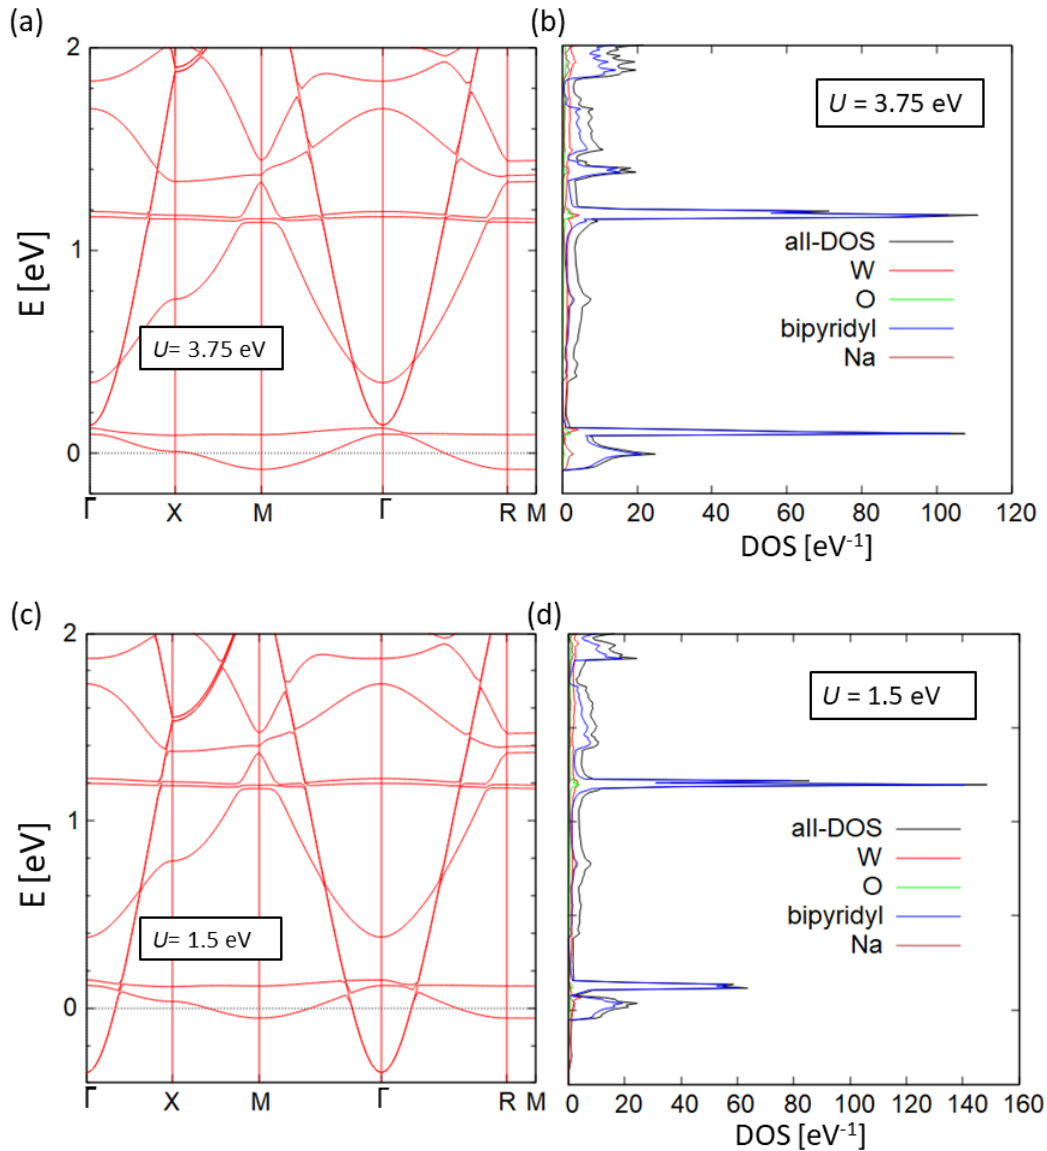 (a)
(b)
2
1
0
E [eV]
U= 3.75 eV
Γ X M Γ R M
U = 3.75 eV
all-DOS
W
O
bipyridyl
Na
0 20 40 60 80 100 120
DOS [eV-1]
(c)
(d)
2
1
0
E [eV]
U= 1.5 eV
Γ X M Γ R M
U = 1.5 eV
all-DOS
W
O
bipyridyl
Na
0 20 40 60 80 100 120 140 160
DOS [eV-1]